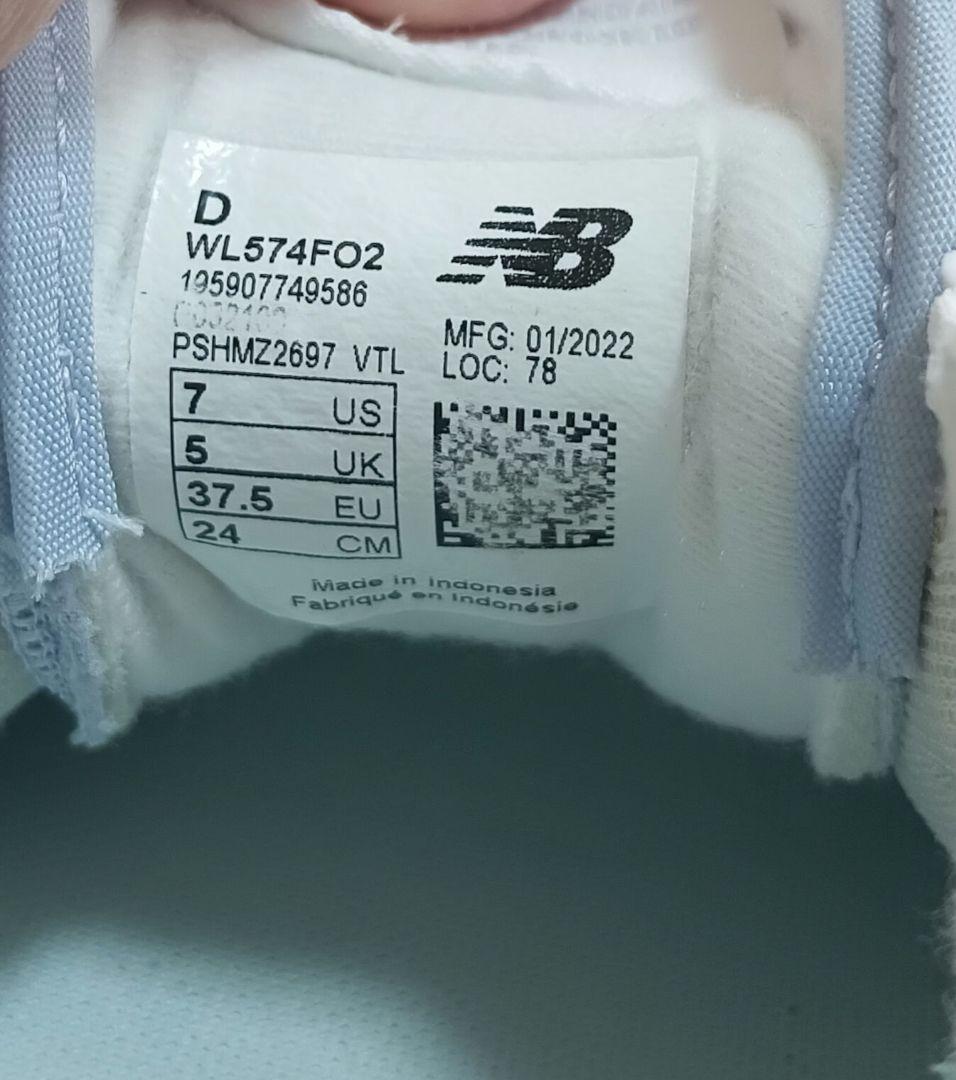 D
WL574FO2
195907749586
PSHMZ2697 VTL
7 US
5 UK
37.5 EU
24 CM
NB
MFG: 01/2022
LOC: 78
Made in Indonesia
Fabriqué en Indonésie